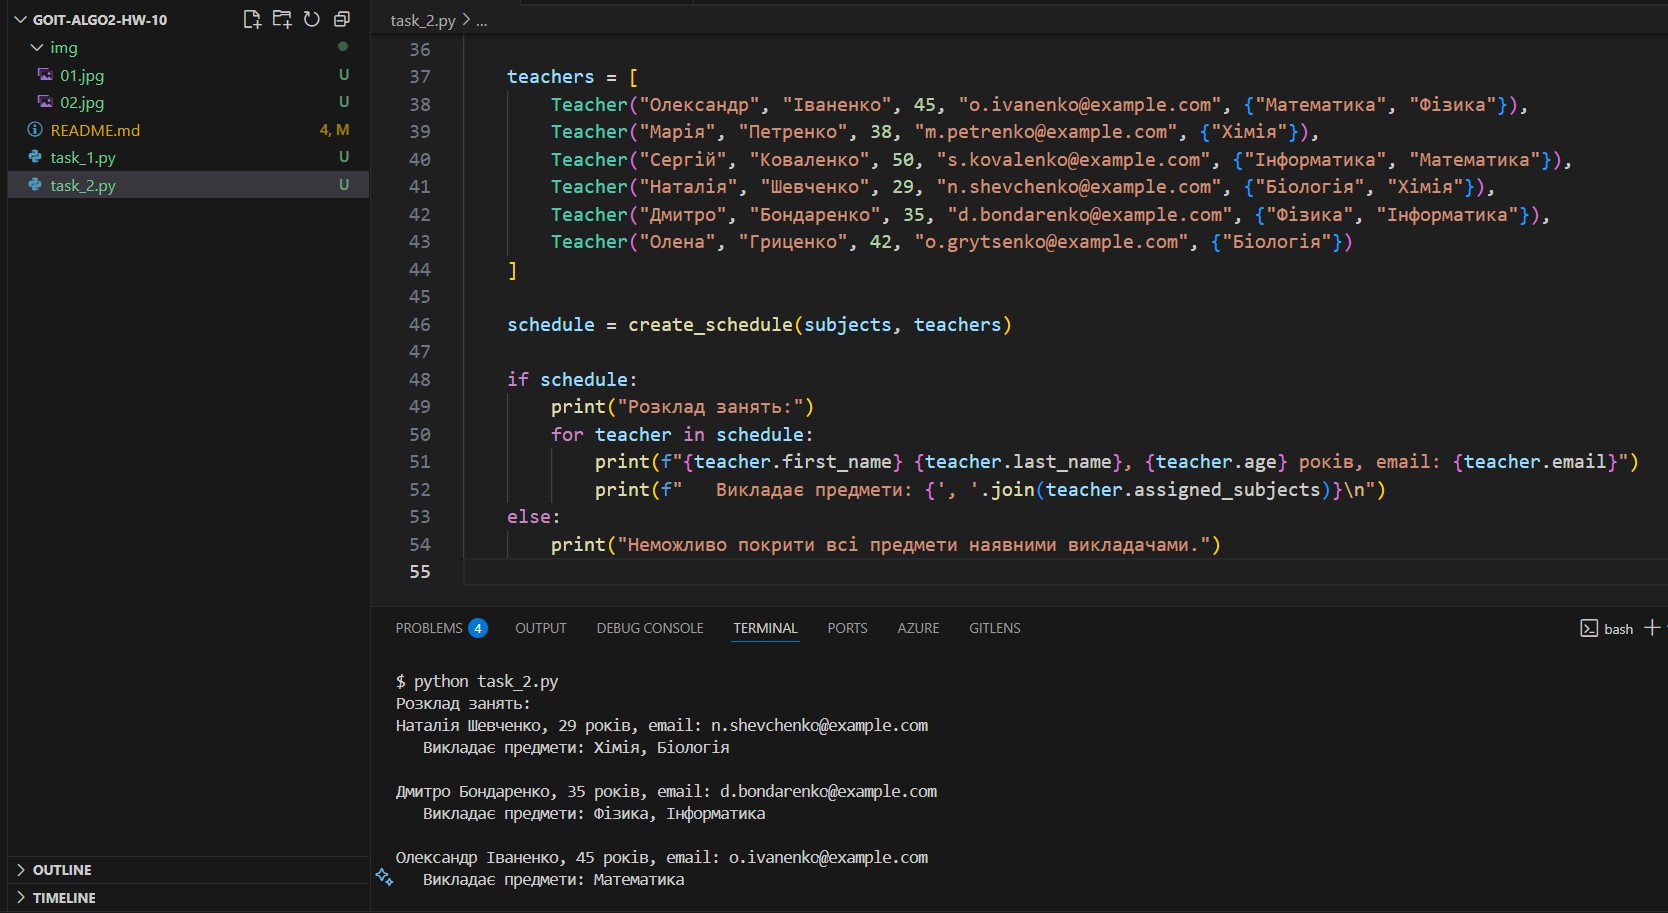 GOIT-ALGO2-HW-10
img
01.jpg U
02.jpg U
README.md 4, M
task_1.py U
task_2.py U
OUTLINE
TIMELINE
task_2.py > ...
36
37 teachers = [
38 Teacher("Олександр", "Іваненко", 45, "o.ivanenko@example.com", {"Математика", "Фізика"}),
39 Teacher("Марія", "Петренко", 38, "m.petrenko@example.com", {"Хімія"}),
40 Teacher("Сергій", "Коваленко", 50, "s.kovalenko@example.com", {"Інформатика", "Математика"}),
41 Teacher("Наталія", "Шевченко", 29, "n.shevchenko@example.com", {"Біологія", "Хімія"}),
42 Teacher("Дмитро", "Бондаренко", 35, "d.bondarenko@example.com", {"Фізика", "Інформатика"}),
43 Teacher("Олена", "Гриценко", 42, "o.grytsenko@example.com", {"Біологія"})
44 ]
45
46 schedule = create_schedule(subjects, teachers)
47
48 if schedule:
49 print("Розклад занять:")
50 for teacher in schedule:
51 print(f"{teacher.first_name} {teacher.last_name}, {teacher.age} років, email: {teacher.email}")
52 print(f"   Викладає предмети: {', '.join(teacher.assigned_subjects)}\n")
53 else:
54 print("Неможливо покрити всі предмети наявними викладачами.")
55
PROBLEMS 4 OUTPUT DEBUG CONSOLE TERMINAL PORTS AZURE GITLENS bash
$ python task_2.py
Розклад занять:
Наталія Шевченко, 29 років, email: n.shevchenko@example.com
Викладає предмети: Хімія, Біологія
Дмитро Бондаренко, 35 років, email: d.bondarenko@example.com
Викладає предмети: Фізика, Інформатика
Олександр Іваненко, 45 років, email: o.ivanenko@example.com
Викладає предмети: Математика